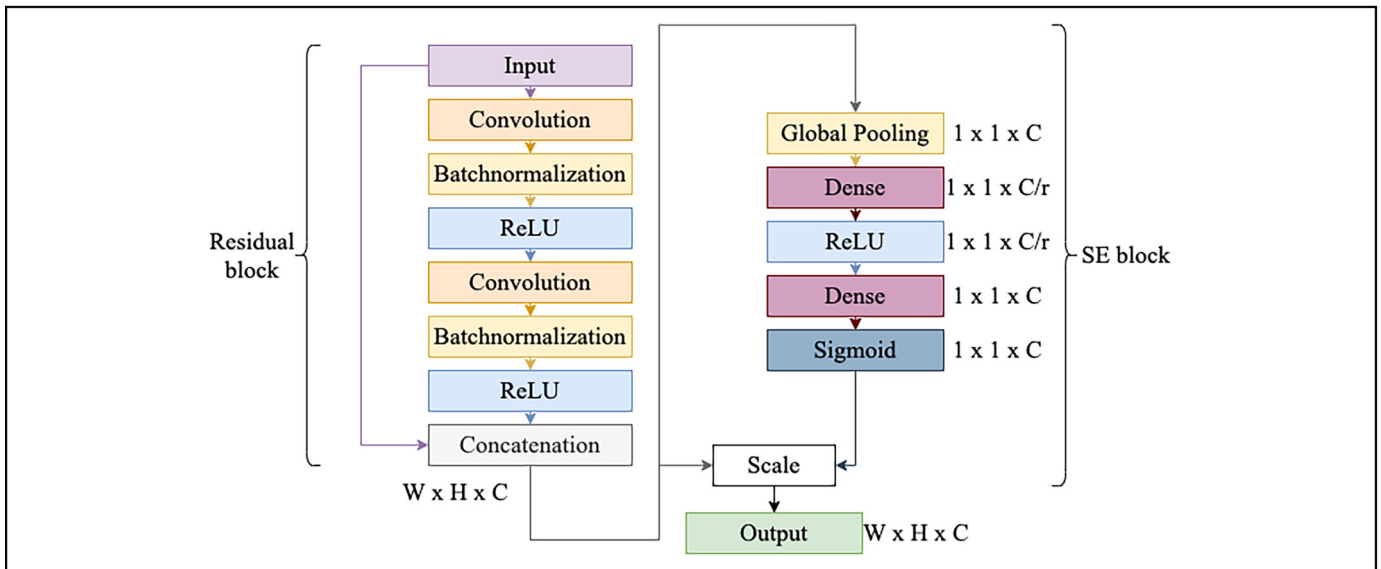 Input
Convolution
Batchnormalization
ReLU
Convolution
Batchnormalization
ReLU
Concatenation
W x H x C
Residual
block
Global Pooling 1 x 1 x C
Dense 1 x 1 x C/r
ReLU 1 x 1 x C/r
Dense 1 x 1 x C
Sigmoid 1 x 1 x C
SE block
Scale
Output W x H x C